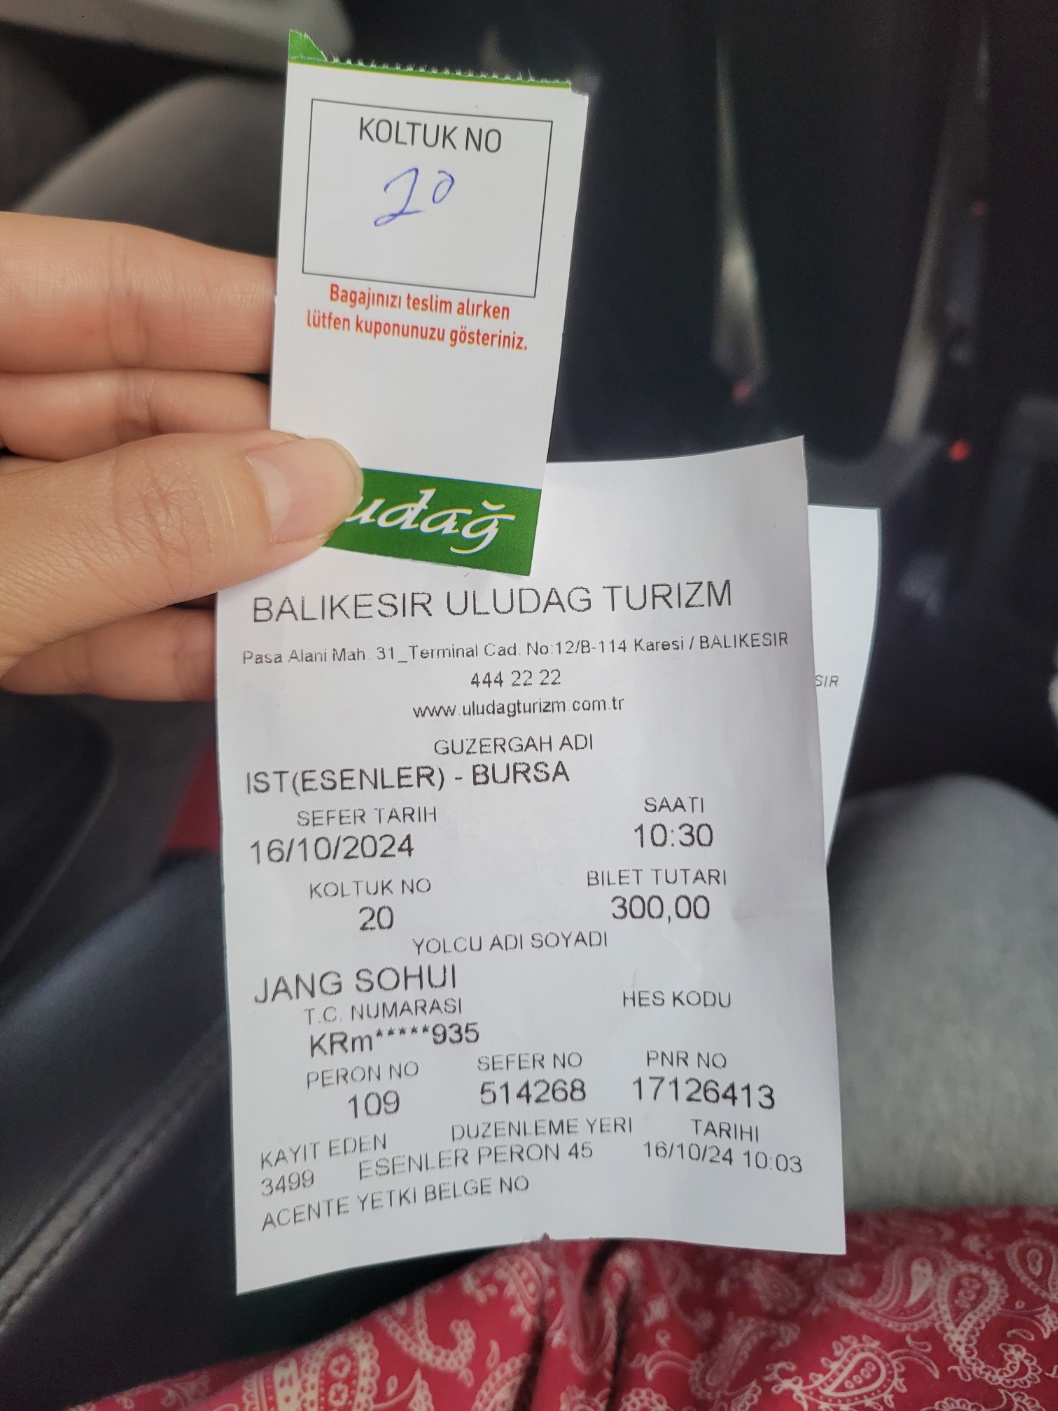 KOLTUK NO
20
Bagajınızı teslim alırken
lütfen kuponunuzu gösteriniz.
udağ
BALIKESIR ULUDAG TURIZM
Pasa Alani Mah. 31_Terminal Cad. No:12/B-114 Karesi / BALIKESIR
444 22 22
www.uludagturizm.com.tr
GUZERGAH ADI
IST(ESENLER) - BURSA
SEFER TARIH SAATI
16/10/2024 10:30
KOLTUK NO BILET TUTARI
20 300,00
YOLCU ADI SOYADI
JANG SOHUI
T.C. NUMARASI HES KODU
KRm*****935
PERON NO SEFER NO PNR NO
109 514268 17126413
KAYIT EDEN DUZENLEME YERI TARIHI
3499 ESENLER PERON 45 16/10/24 10:03
ACENTE YETKI BELGE NO
SIR